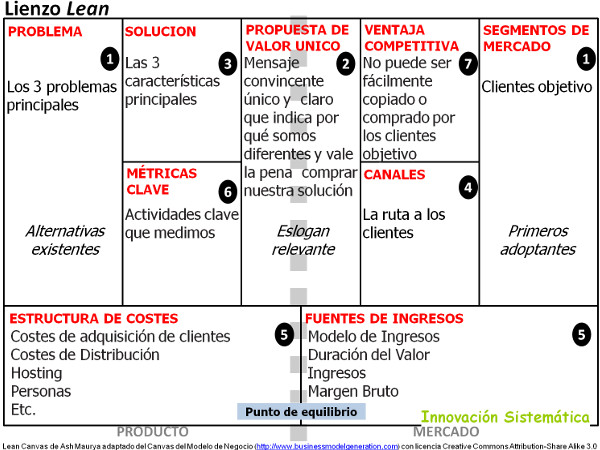 Lienzo Lean
PROBLEMA
1
Los 3 problemas
principales
Alternativas
existentes
SOLUCION
3
Las 3
características
principales
MÉTRICAS
CLAVE
6
Actividades clave
que medimos
PROPUESTA DE
VALOR UNICO
2
Mensaje
convincente
único y claro
que indica por
qué somos
diferentes y vale
la pena comprar
nuestra solución
Eslogan
relevante
VENTAJA
COMPETITIVA
7
No puede ser
fácilmente
copiado o
comprado por
los clientes
objetivo
CANALES
4
La ruta a los
clientes
SEGMENTOS DE
MERCADO
1
Clientes objetivo
Primeros
adoptantes
ESTRUCTURA DE COSTES
5
Costes de adquisición de clientes
Costes de Distribución
Hosting
Personas
Etc.
FUENTES DE INGRESOS
5
Modelo de Ingresos
Duración del Valor
Ingresos
Margen Bruto
Punto de equilibrio
Innovación Sistemática
PRODUCTO
MERCADO
Lean Canvas de Ash Maurya adaptado del Canvas del Modelo de Negocio (http://www.businessmodelgeneration.com) con licencia Creative Commons Attribution-Share Alike 3.0